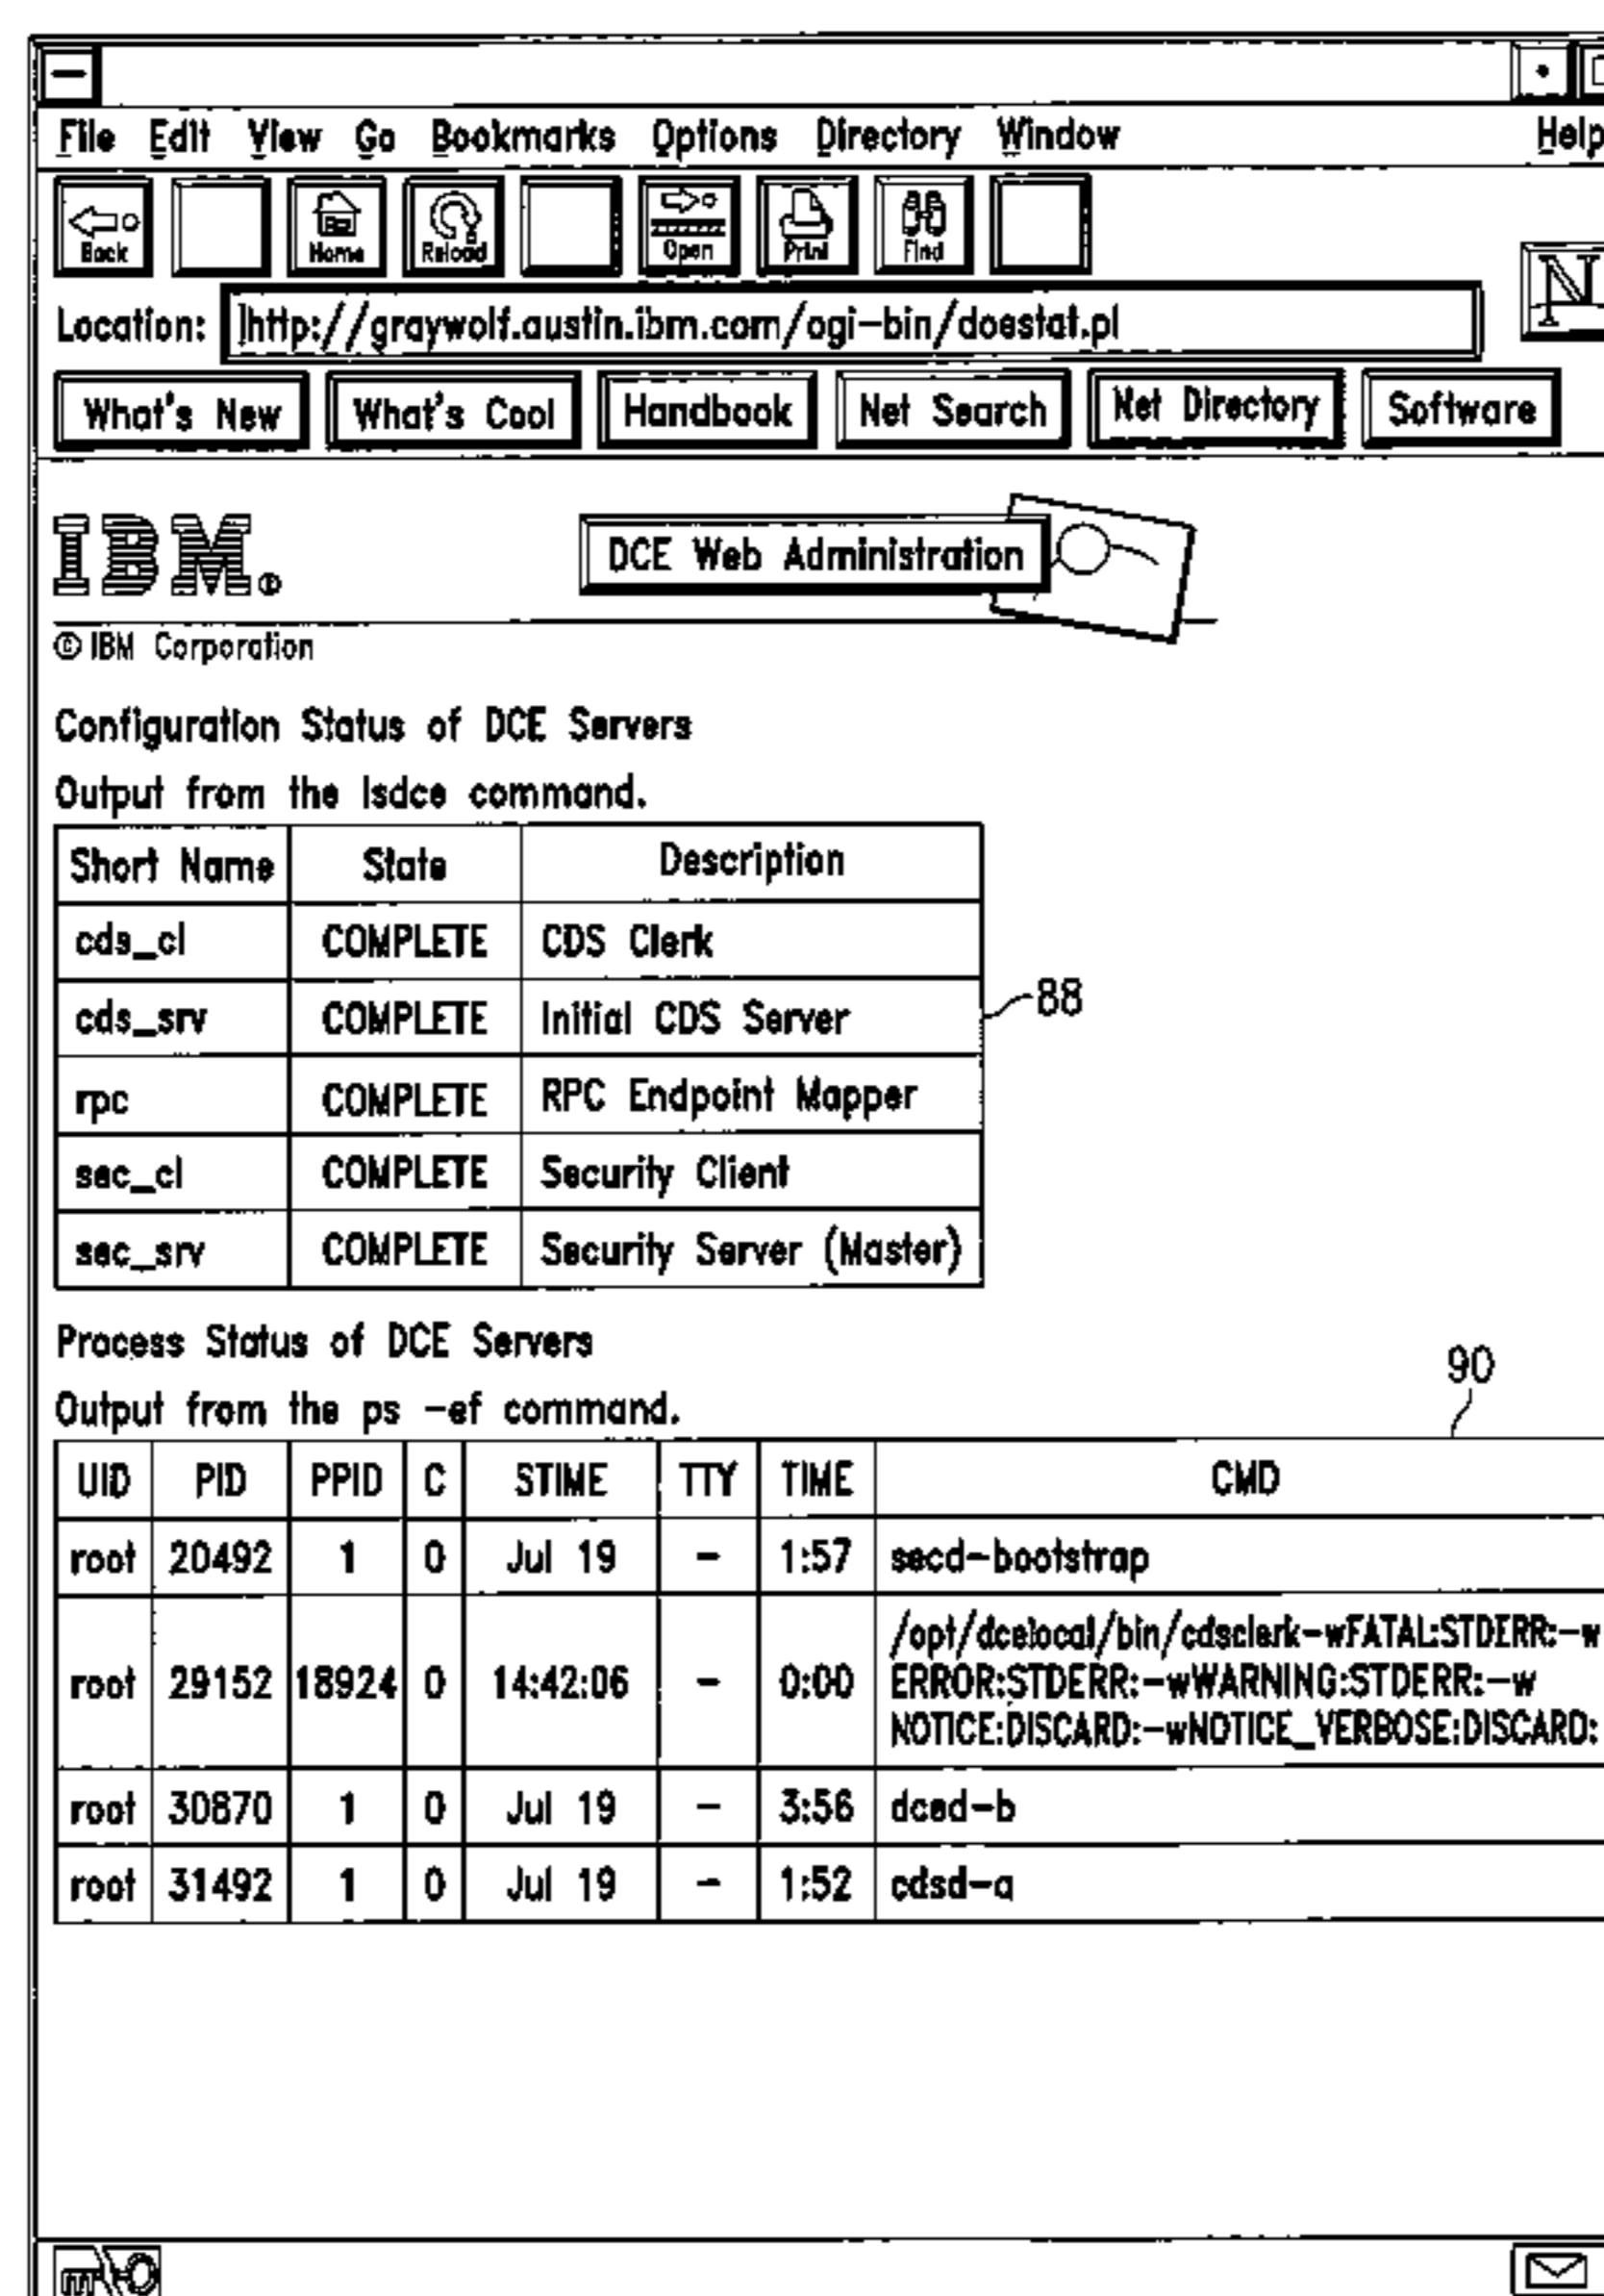 File Edit View Go Bookmarks Options Directory Window Help
Back Home Reload Open Print Find N
Location: http://graywolf.austin.ibm.com/ogi-bin/doestat.pl
What's New What's Cool Handbook Net Search Net Directory Software
IBM® DCE Web Administration
© IBM Corporation
Configuration Status of DCE Servers
Output from the lsdce command.
Short Name State Description
cds_cl COMPLETE CDS Clerk
cds_srv COMPLETE Initial CDS Server
88
rpc COMPLETE RPC Endpoint Mapper
sec_cl COMPLETE Security Client
sec_srv COMPLETE Security Server (Master)
Process Status of DCE Servers
90
Output from the ps -ef command.
UID PID PPID C STIME TTY TIME CMD
root 20492 1 0 Jul 19 - 1:57 secd-bootstrap
root 29152 18924 0 14:42:06 - 0:00 /opt/dcelocal/bin/cdsclerk-wFATAL:STDERR:-w
ERROR:STDERR:-wWARNING:STDERR:-w
NOTICE:DISCARD:-wNOTICE_VERBOSE:DISCARD:
root 30870 1 0 Jul 19 - 3:56 dced-b
root 31492 1 0 Jul 19 - 1:52 cdsd-a